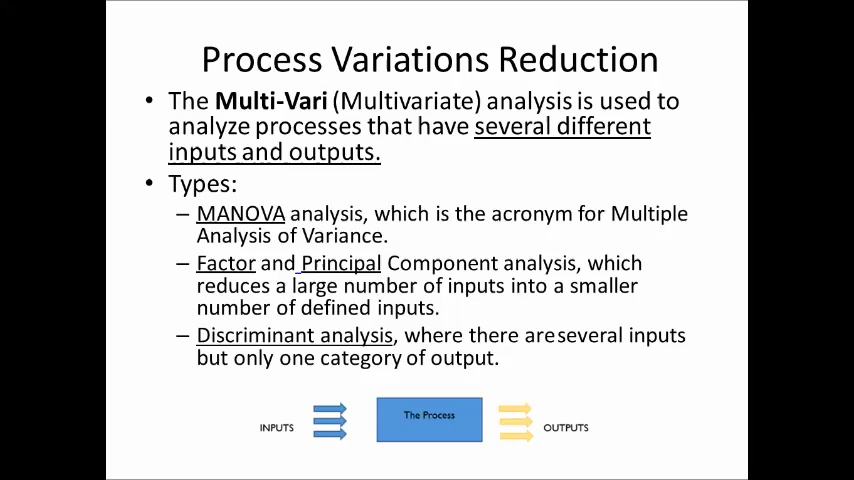 Process Variations Reduction
• The Multi-Vari (Multivariate) analysis is used to
analyze processes that have several different
inputs and outputs.
• Types:
– MANOVA analysis, which is the acronym for Multiple
Analysis of Variance.
– Factor and Principal Component analysis, which
reduces a large number of inputs into a smaller
number of defined inputs.
– Discriminant analysis, where there are several inputs
but only one category of output.
The Process
INPUTS
OUTPUTS